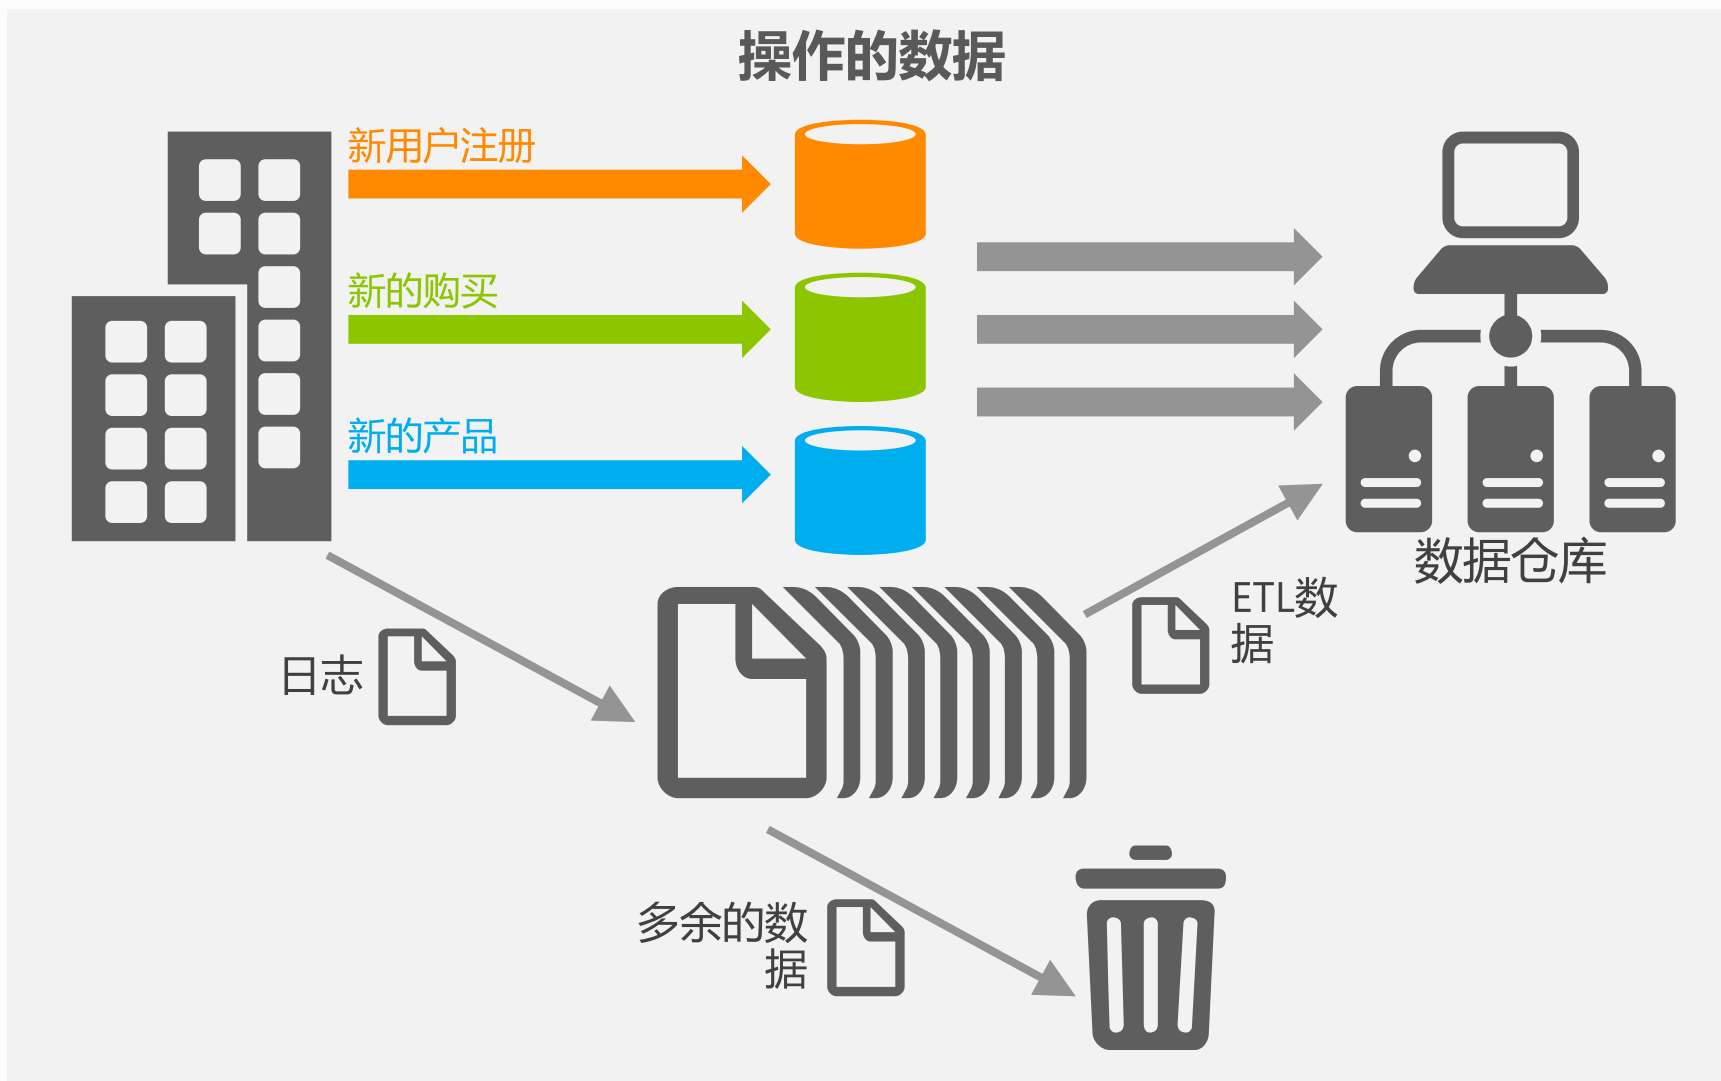 操作的数据
新用户注册
新的购买
新的产品
数据仓库
ETL数
据
日志
多余的数
据